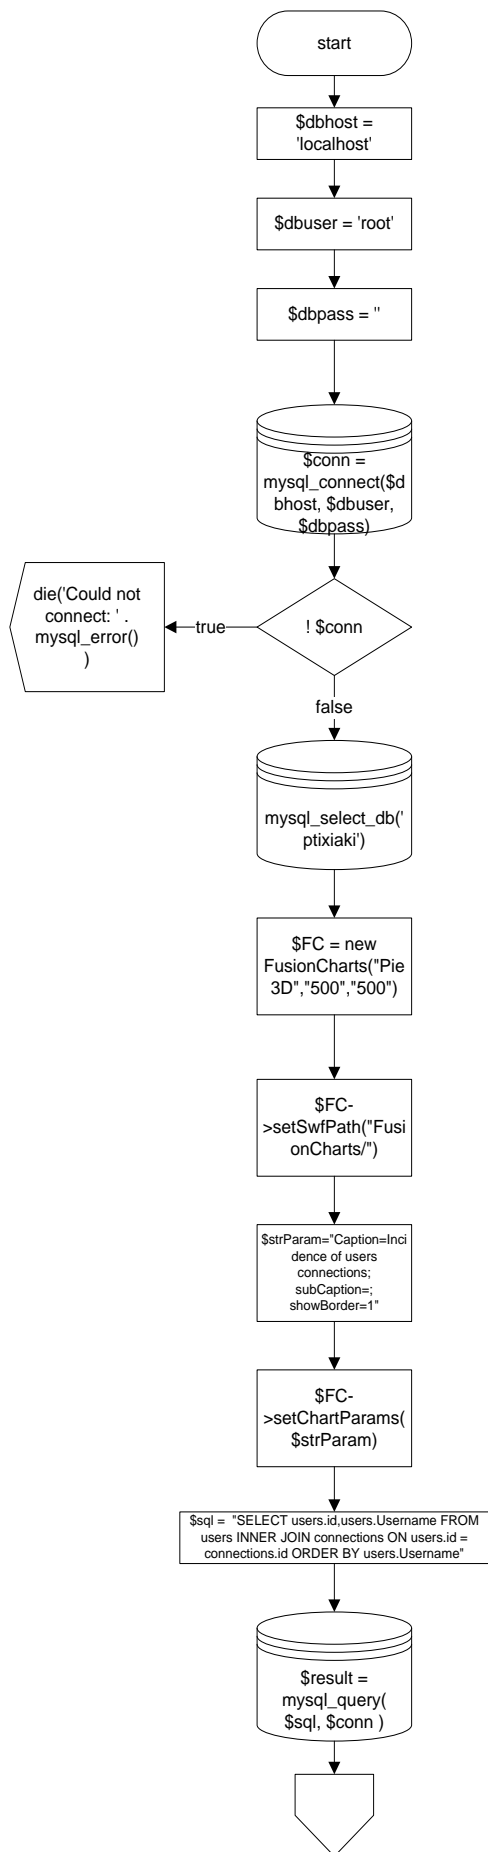 start
$dbhost =
'localhost'
$dbuser = 'root'
$dbpass = ''
$conn =
mysql_connect($d
bhost, $dbuser,
$dbpass)
die('Could not
connect: ' .
mysql_error()
)
true
! $conn
false
mysql_select_db('
ptixiaki')
$FC = new
FusionCharts("Pie
3D","500","500")
$FC-
>setSwfPath("Fusi
onCharts/")
$strParam="Caption=Inci
dence of users
connections;
subCaption=;
showBorder=1"
$FC-
>setChartParams(
$strParam)
$sql =  "SELECT users.id,users.Username FROM
users INNER JOIN connections ON users.id =
connections.id ORDER BY users.Username"
$result =
mysql_query(
$sql, $conn )